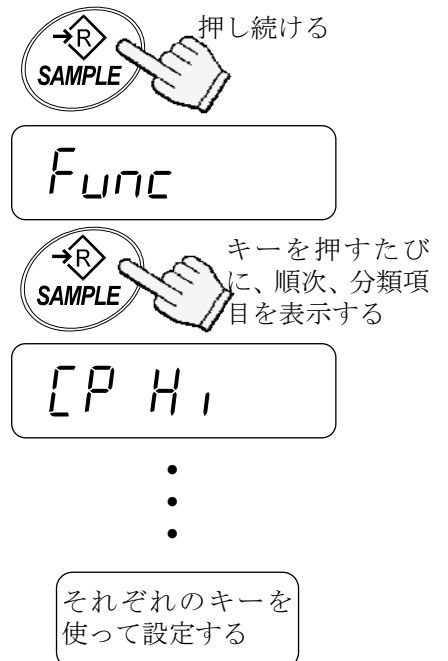 →R
SAMPLE
押し続ける
Func
→R
SAMPLE
キーを押すたび
に、順次、分類項
目を表示する
CP Hi
それぞれのキーを
使って設定する